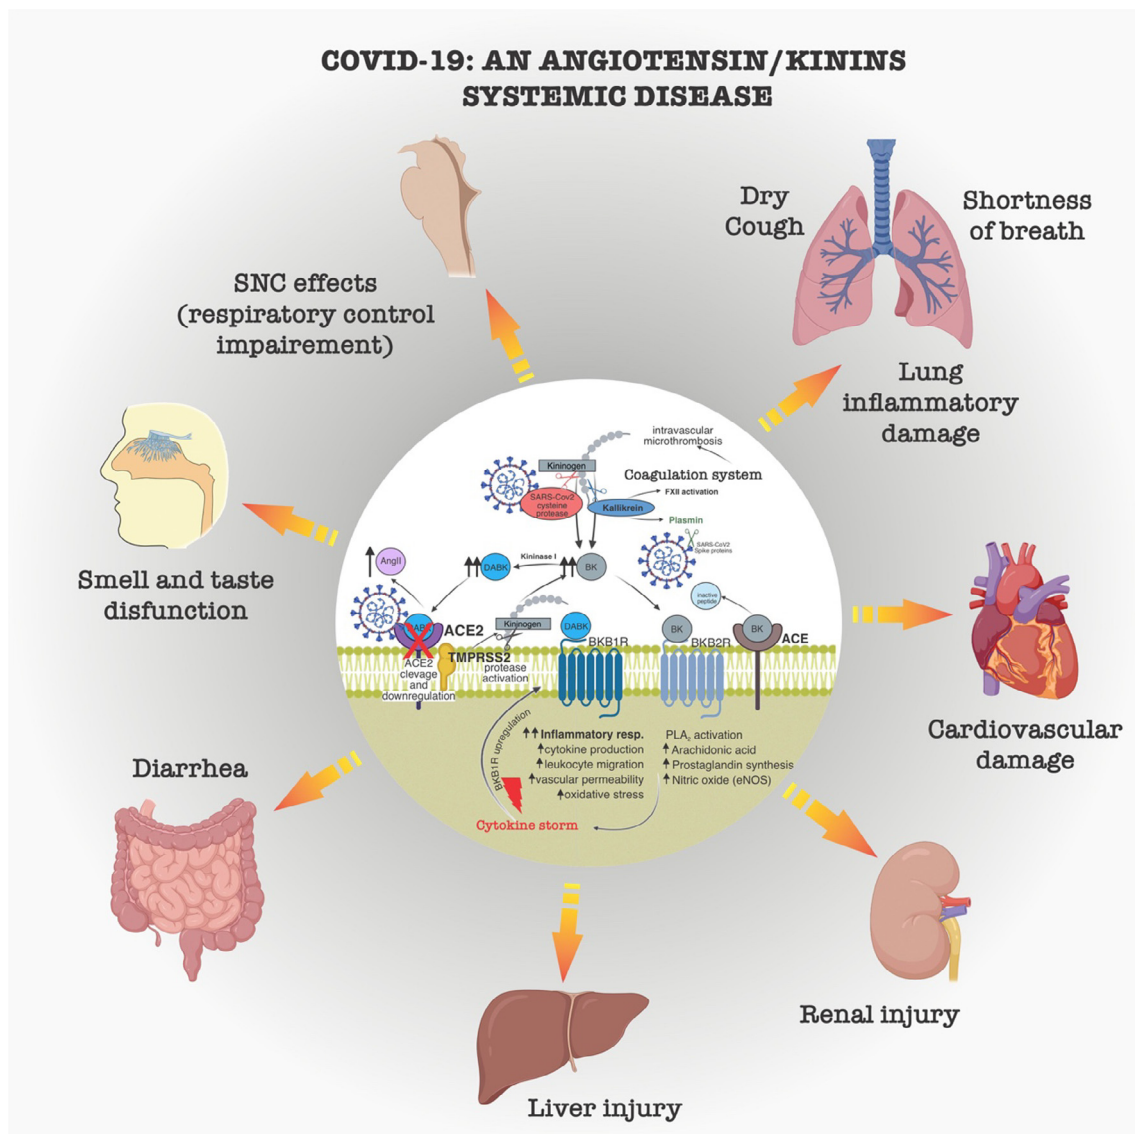 COVID-19: AN ANGIOTENSIN/KININS
SYSTEMIC DISEASE
Dry
Cough
Shortness
of breath
SNC effects
(respiratory control
impairement)
Lung
inflammatory
damage
Smell and taste
disfunction
Cardiovascular
damage
Diarrhea
Renal injury
Liver injury
intravascular
microthrombosis
Kininogen
Coagulation system
SARS-Cov2
cysteine
protease
FXII activation
Kallikrein
Plasmin
SARS-CoV2
Spike proteins
AngII
DABK
Kininase I
BK
inactive
peptide
DABK
ACE2
Kininogen
DABK
BKB1R
BK
BKB2R
BK
ACE
TMPRSS2
protease
activation
ACE2
clevage
and
downregulation
BKB1R upregulation
Inflammatory resp.
cytokine production
leukocyte migration
vascular permeability
oxidative stress
PLA₂ activation
Arachidonic acid
Prostaglandin synthesis
Nitric oxide (eNOS)
Cytokine storm